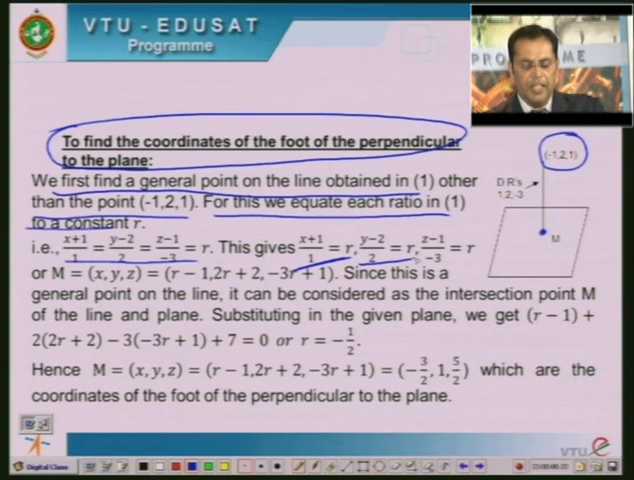 VTU - EDUSAT
Programme
PRO ME
To find the coordinates of the foot of the perpendicular
to the plane:
(-1,2,1)
We first find a general point on the line obtained in (1) other
D R's
than the point (-1,2,1). For this we equate each ratio in (1)
1,2,-3
to a constant r.
M
i.e., (x+1)/1 = (y−2)/2 = (z−1)/−3 = r. This gives (x+1)/1 = r, (y−2)/2 = r, (z−1)/−3 = r
or M = (x, y, z) = (r − 1,2r + 2, −3r + 1). Since this is a
general point on the line, it can be considered as the intersection point M
of the line and plane. Substituting in the given plane, we get (r − 1) +
2(2r + 2) − 3(−3r + 1) + 7 = 0 or r = −1/2.
Hence M = (x, y, z) = (r − 1,2r + 2, −3r + 1) = (−3/2, 1, 5/2) which are the
coordinates of the foot of the perpendicular to the plane.
VTU e
Digital Class